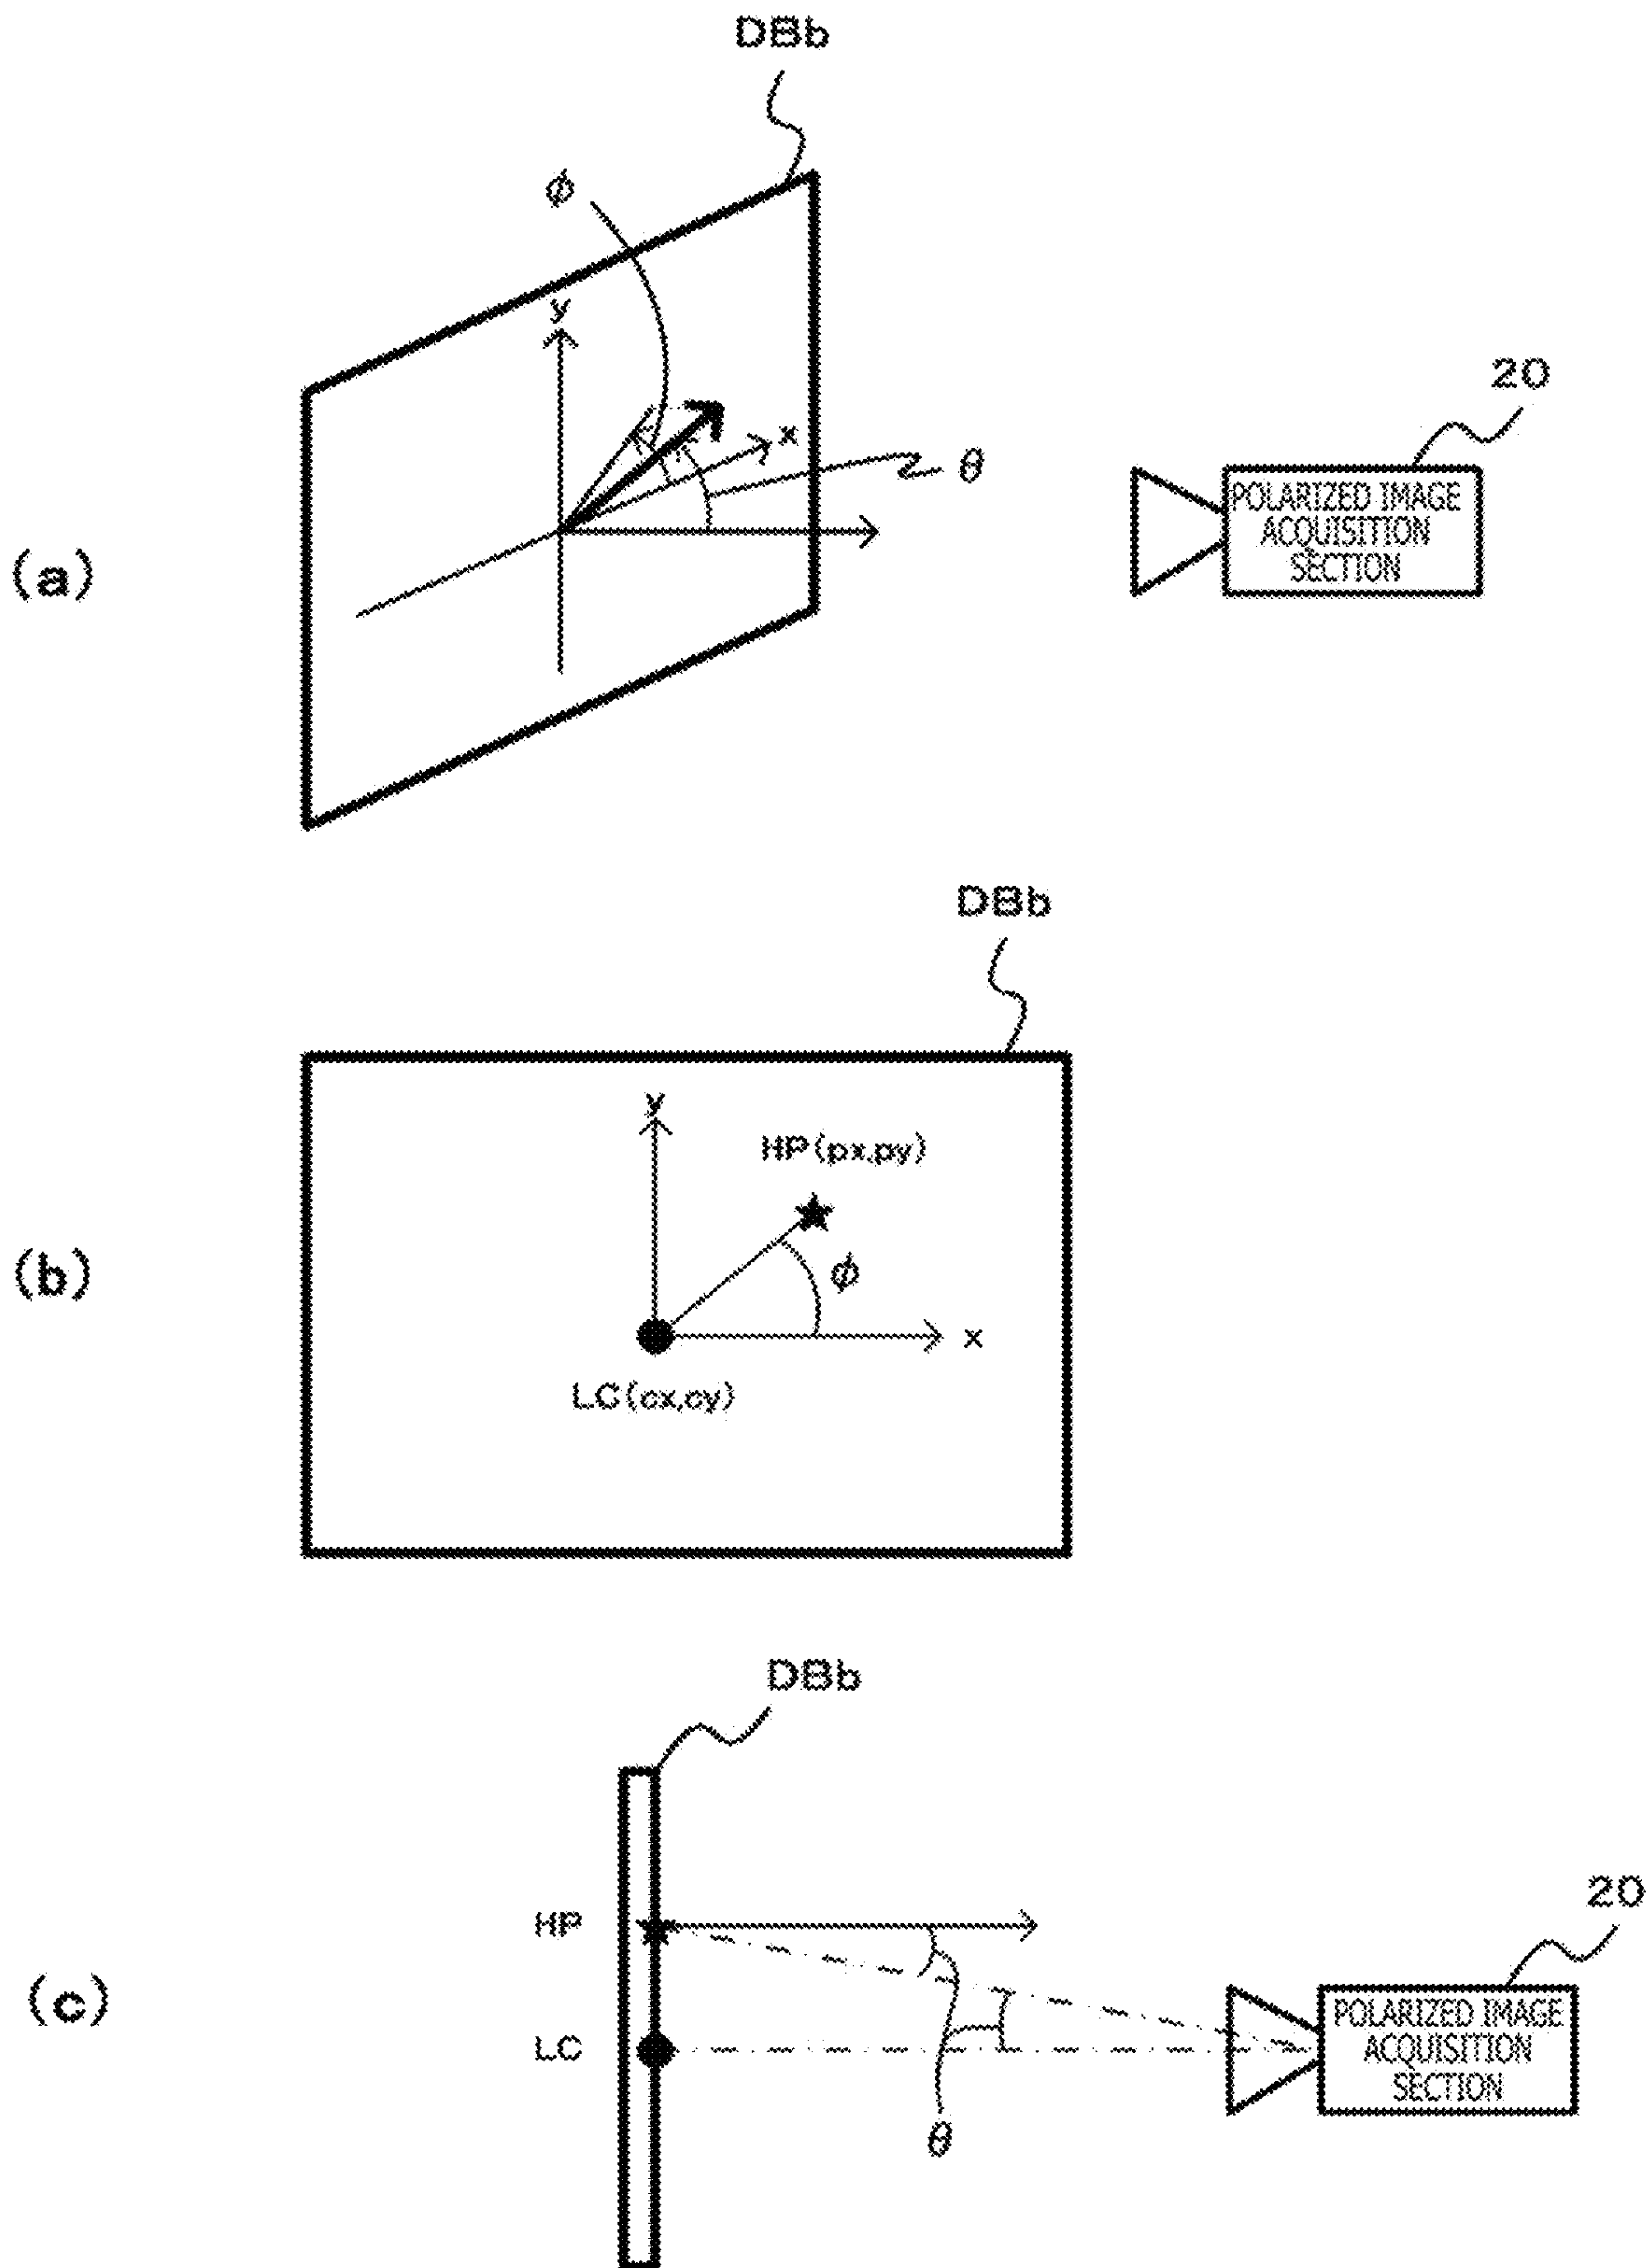 DBb
ϕ
y
x
θ
20
POLARIZED IMAGE
ACQUISITION
SECTION
(a)
DBb
y
HP(px,py)
ϕ
x
LC(cx,cy)
(b)
DBb
20
HP
POLARIZED IMAGE
ACQUISITION
SECTION
(c)
LC
θ